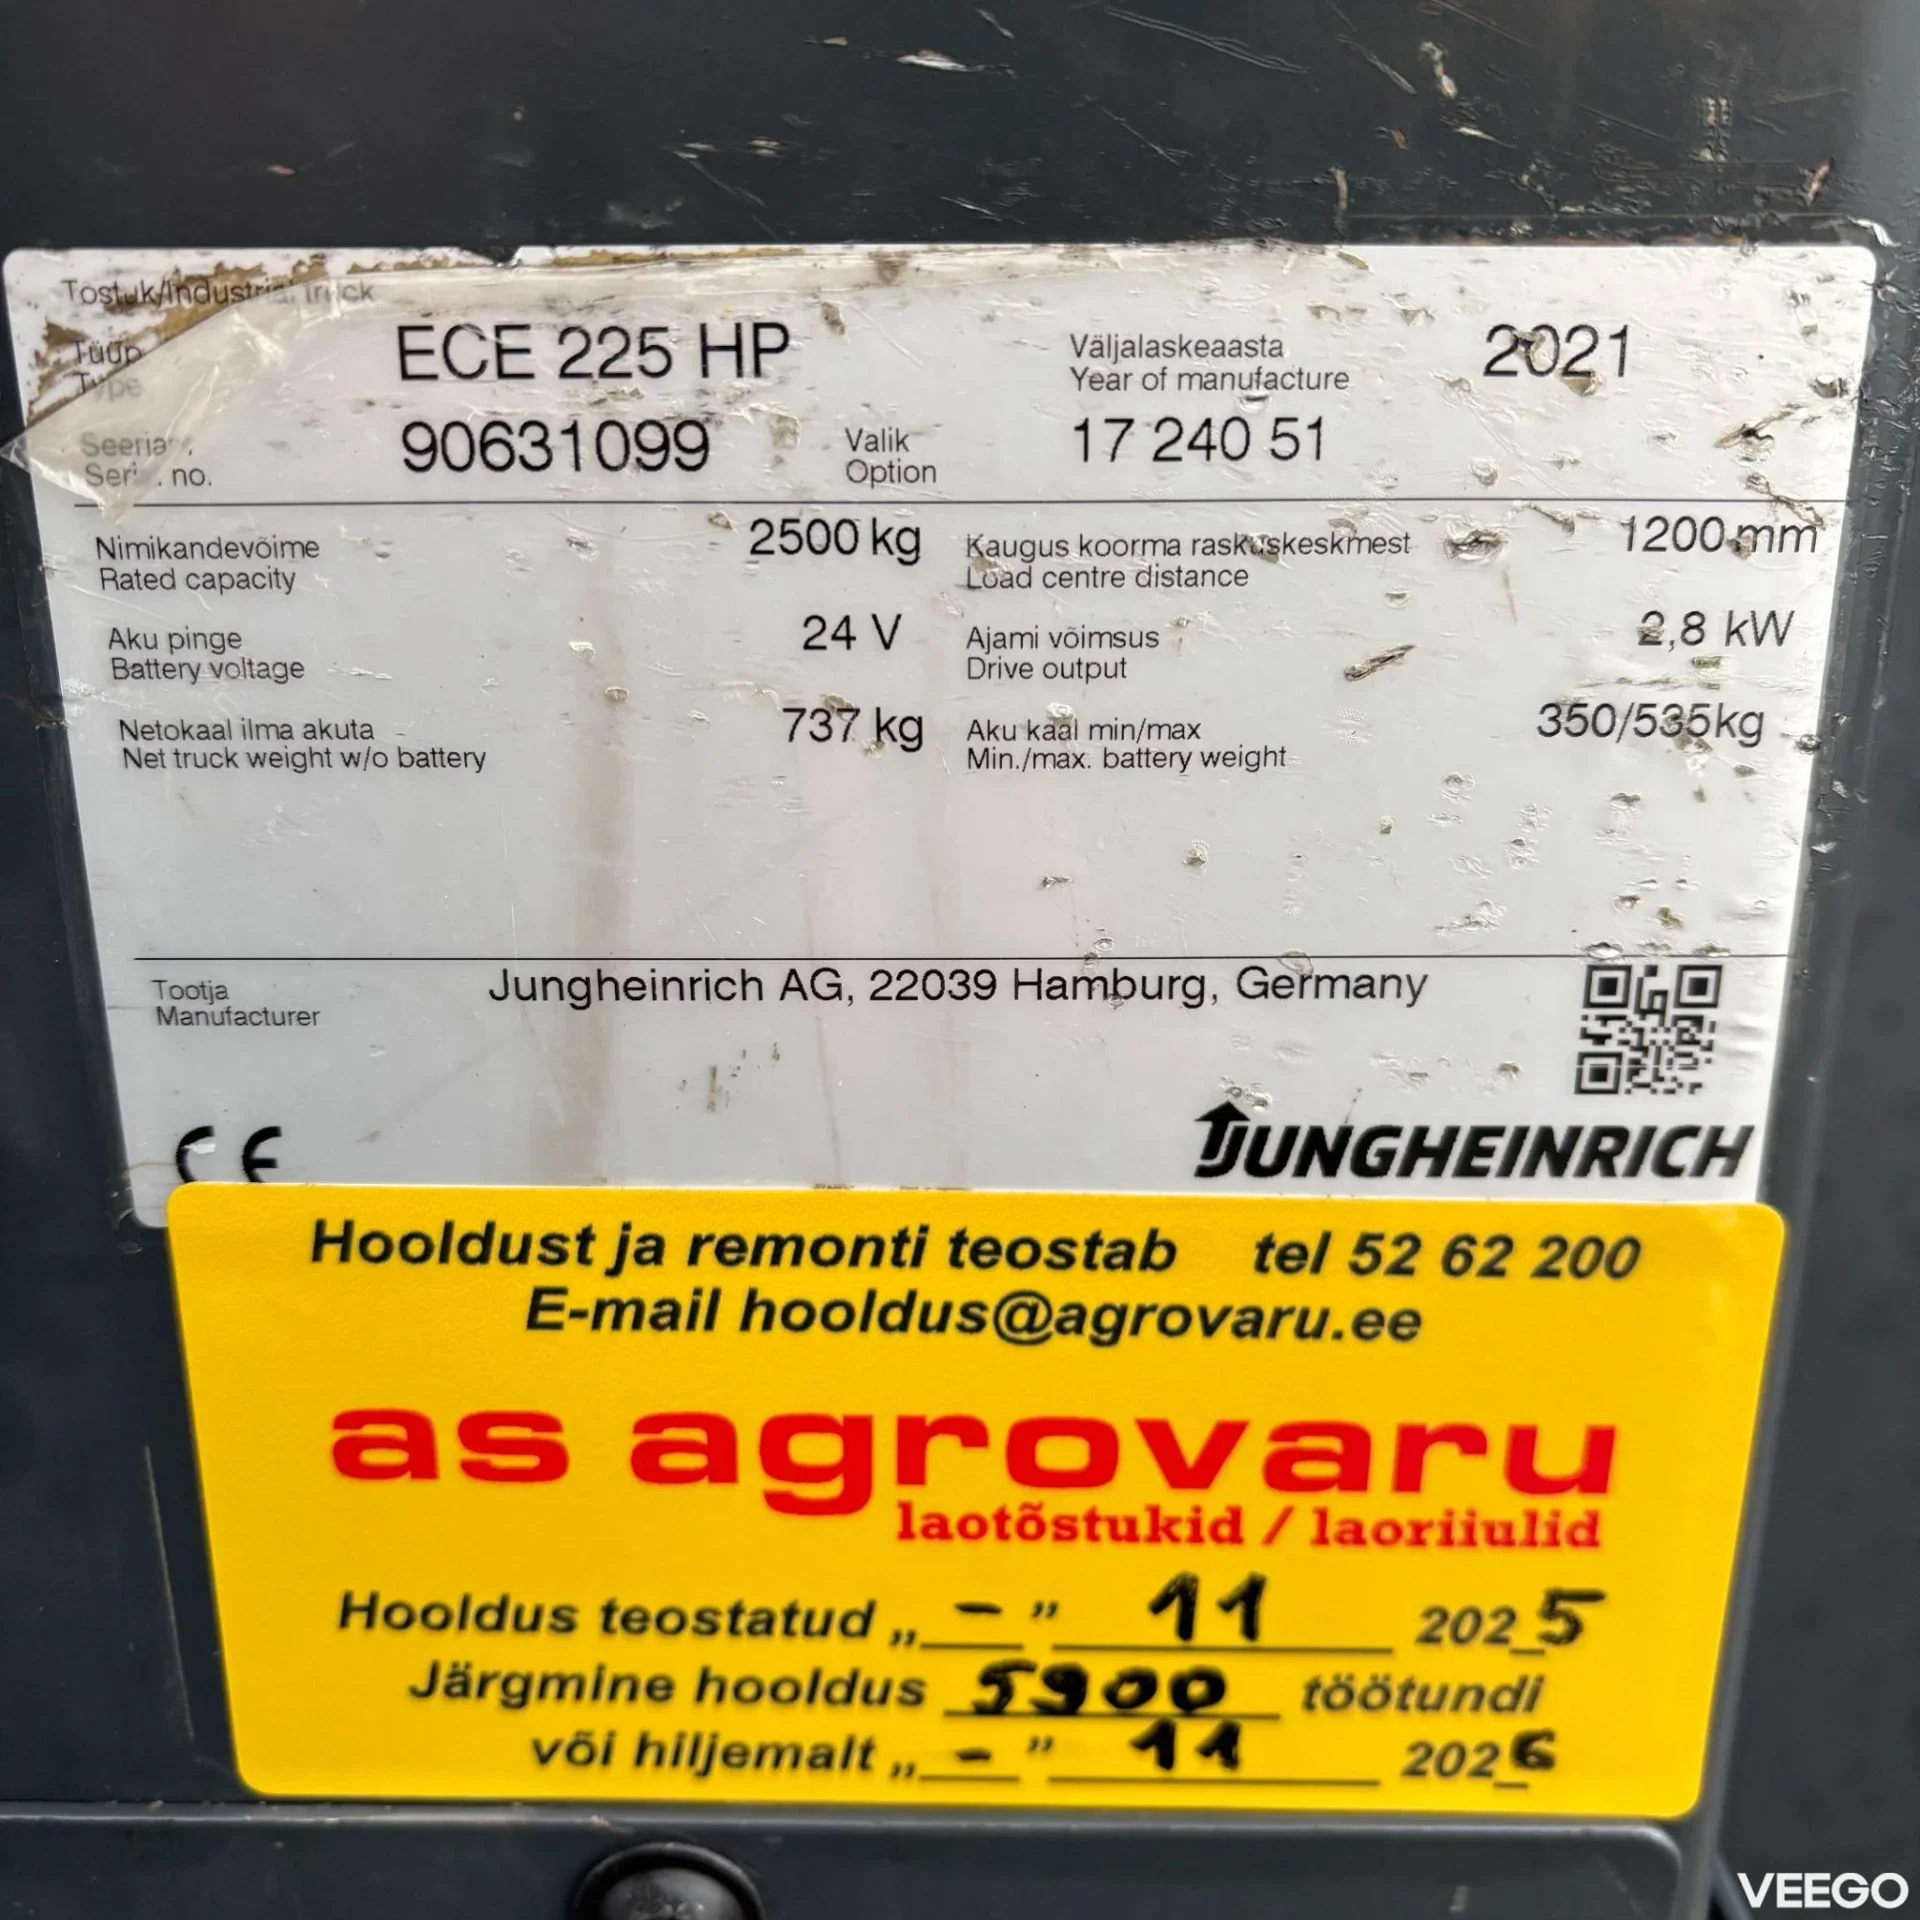 Tostuk/Industrial truck
Tüüp ECE 225 HP Väljalaskeaasta 2021
Type Year of manufacture
90631099 Valik 17 240 51
no. Option
Nimikandevõime 2500 kg Kaugus koorma raskuskeskmest 1200 mm
Rated capacity Load centre distance
Aku pinge 24 V Ajami võimsus 2,8 kW
Battery voltage Drive output
Netokaal ilma akuta 737 kg Aku kaal min/max 350/535kg
Net truck weight w/o battery Min./max. battery weight
Tootja Jungheinrich AG, 22039 Hamburg, Germany
Manufacturer
CE JUNGHEINRICH
Hooldust ja remonti teostab tel 52 62 200
E-mail hooldus@agrovaru.ee
as agrovaru
laotõstukid / laoriiulid
Hooldus teostatud „ - ” 11 202_5
Järgmine hooldus 5900 töötundi
või hiljemalt „ - ” 11 202_6
VEEGO